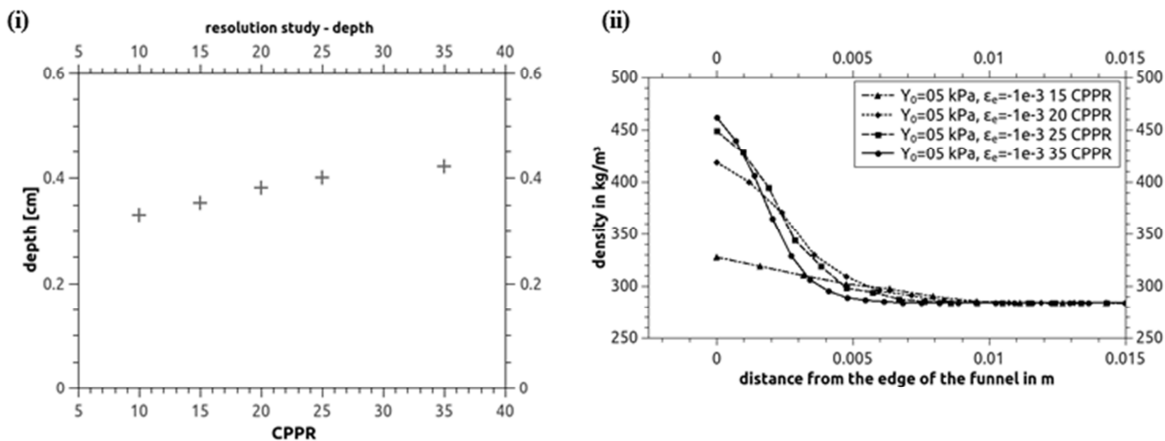 (i)
resolution study - depth
5 10 15 20 25 30 35 40
0.6 0.6
0.4 0.4
0.2 0.2
0 0
depth [cm]
5 10 15 20 25 30 35 40
CPPR
(ii)
0 0.005 0.01 0.015
500 500
450 450
400 400
350 350
300 300
250 250
density in kg/m³
Y₀=05 kPa, ε_e=-1e-3 15 CPPR
Y₀=05 kPa, ε_e=-1e-3 20 CPPR
Y₀=05 kPa, ε_e=-1e-3 25 CPPR
Y₀=05 kPa, ε_e=-1e-3 35 CPPR
0 0.005 0.01 0.015
distance from the edge of the funnel in m